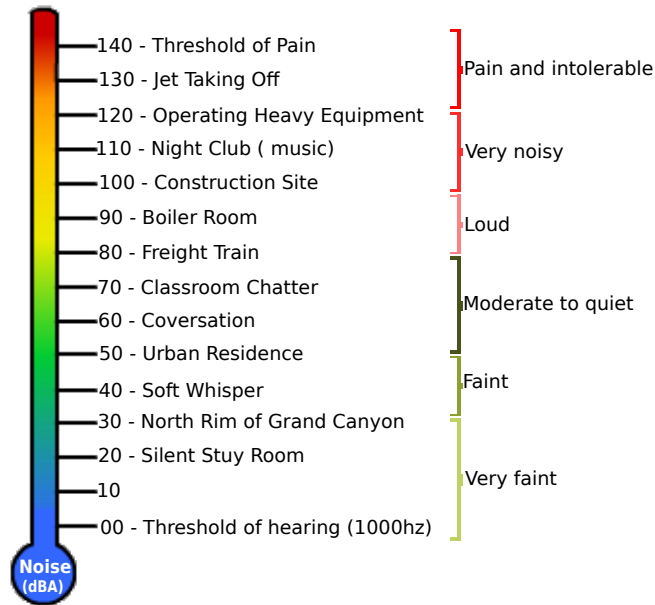 140 - Threshold of Pain
130 - Jet Taking Off
Pain and intolerable
120 - Operating Heavy Equipment
110 - Night Club ( music)
100 - Construction Site
Very noisy
90 - Boiler Room
80 - Freight Train
Loud
70 - Classroom Chatter
60 - Coversation
50 - Urban Residence
Moderate to quiet
40 - Soft Whisper
Faint
30 - North Rim of Grand Canyon
20 - Silent Stuy Room
10
00 - Threshold of hearing (1000hz)
Very faint
Noise
(dBA)